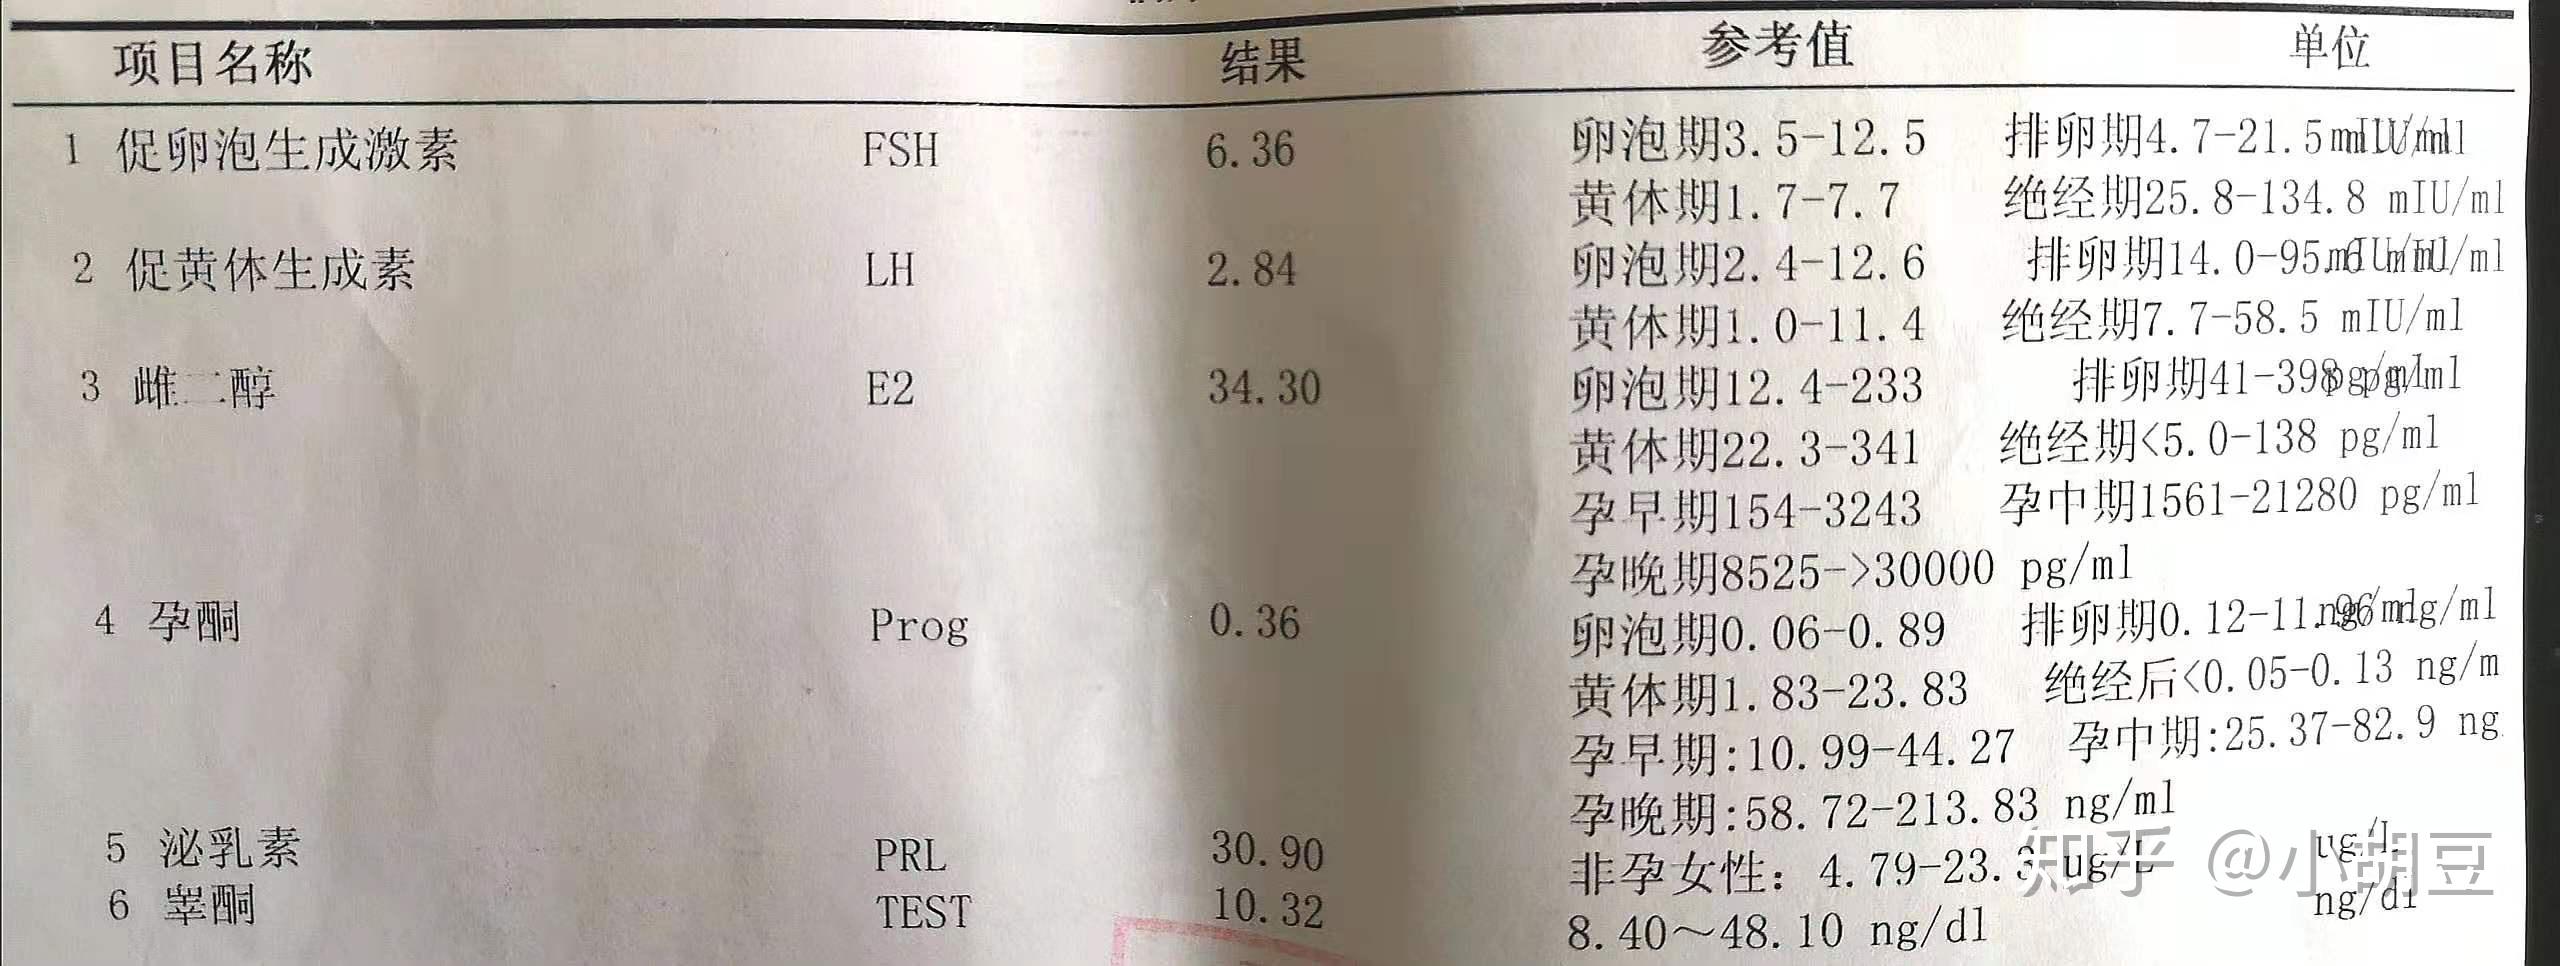 项目名称 结果 参考值 单位
1 促卵泡生成激素 FSH 6.36 卵泡期3.5-12.5 排卵期4.7-21.5
黄体期1.7-7.7 绝经期25.8-134.8 mIU/ml
2 促黄体生成素 LH 2.84 卵泡期2.4-12.6 排卵期14.0-95.6
黄体期1.0-11.4 绝经期7.7-58.5 mIU/ml
3 雌二醇 E2 34.30 卵泡期12.4-233 排卵期41-398
黄体期22.3-341 绝经期<5.0-138 pg/ml
孕早期154-3243 孕中期1561-21280 pg/ml
孕晚期8525->30000 pg/ml
4 孕酮 Prog 0.36 卵泡期0.06-0.89 排卵期0.12-11.96
黄体期1.83-23.83 绝经后<0.05-0.13 ng/m
孕早期:10.99-44.27 孕中期:25.37-82.9 ng
孕晚期:58.72-213.83 ng/ml
5 泌乳素 PRL 30.90 非孕女性: 4.79-23.3 ug/L ug/L
6 睾酮 TEST 10.32 8.40~48.10 ng/dl ng/dl
知乎 @小胡豆